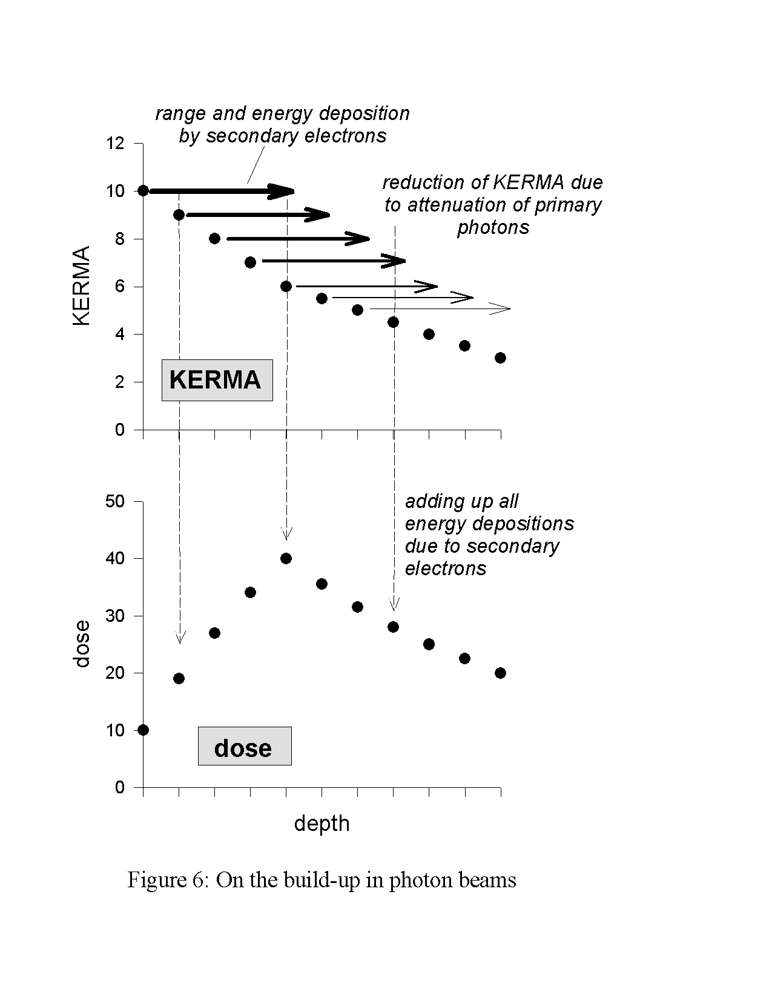 range and energy deposition
by secondary electrons
12
10
8
6
4
2
0
KERMA
reduction of KERMA due
to attenuation of primary
photons
KERMA
50
40
30
20
10
0
dose
adding up all
energy depositions
due to secondary
electrons
dose
depth
Figure 6: On the build-up in photon beams